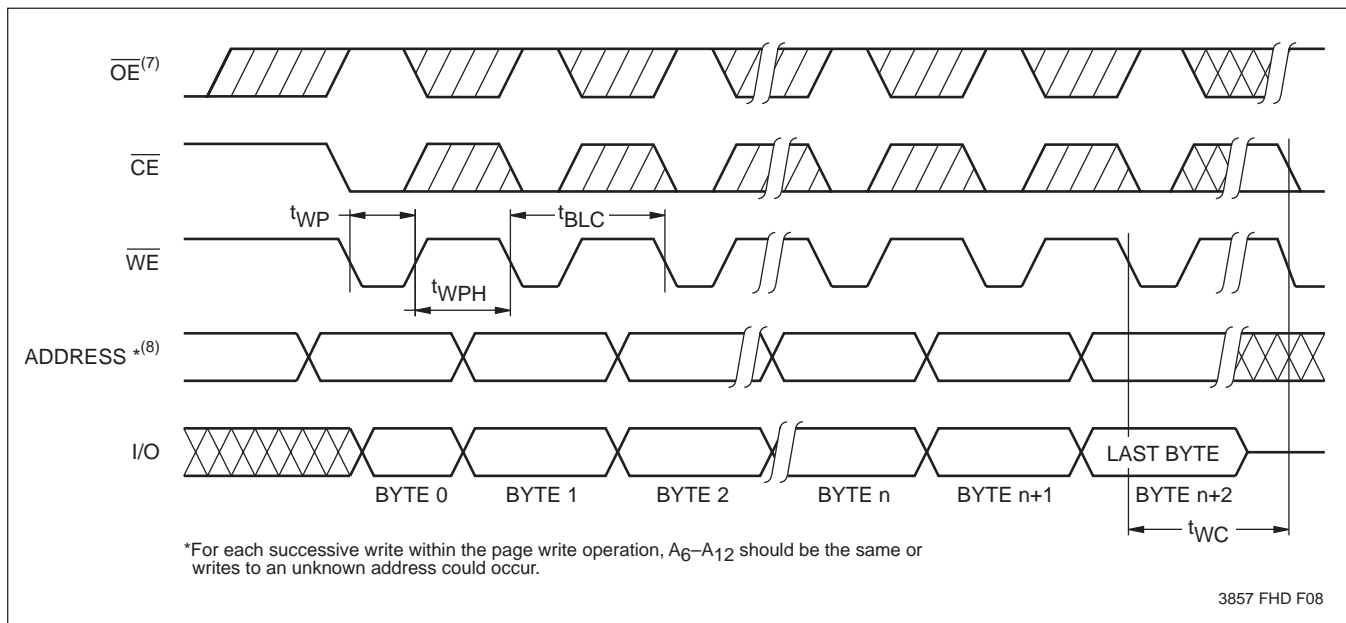 OE(7)
CE
tWP
tBLC
WE
tWPH
ADDRESS *(8)
I/O
LAST BYTE
BYTE 0 BYTE 1 BYTE 2 BYTE n BYTE n+1 BYTE n+2
tWC
*For each successive write within the page write operation, A6–A12 should be the same or
writes to an unknown address could occur.
3857 FHD F08